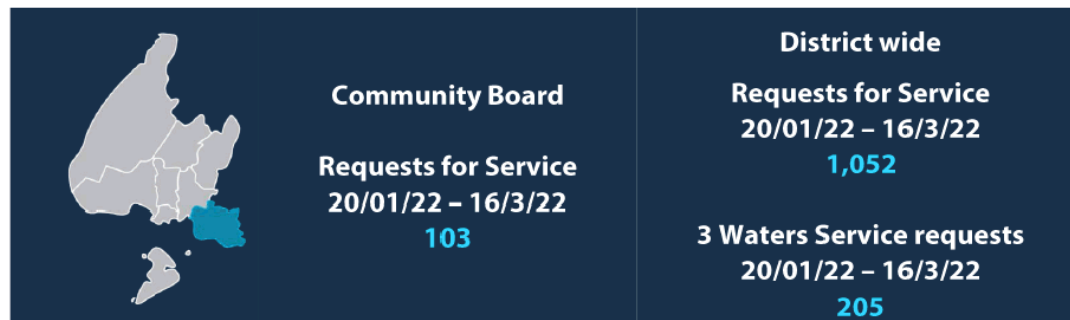 Community Board
Requests for Service
20/01/22 – 16/3/22
103
District wide
Requests for Service
20/01/22 – 16/3/22
1,052
3 Waters Service requests
20/01/22 – 16/3/22
205